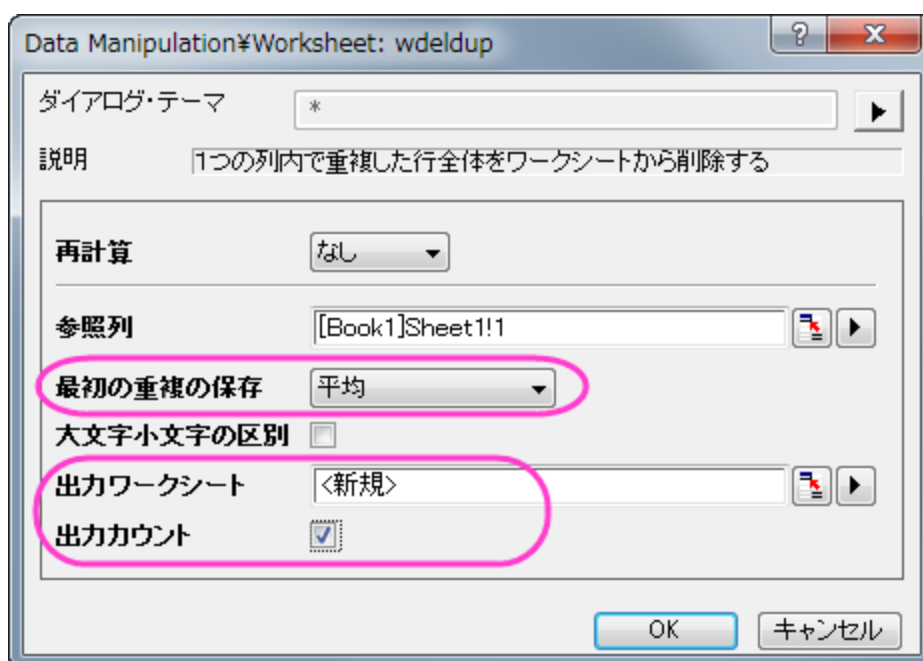 Data Manipulation¥Worksheet: wdeldup
ダイアログ・テーマ *
説明 1つの列内で重複した行全体をワークシートから削除する
再計算 なし
参照列 [Book1]Sheet1!1
最初の重複の保存 平均
大文字小文字の区別
出力ワークシート <新規>
出力カウント
OK キャンセル